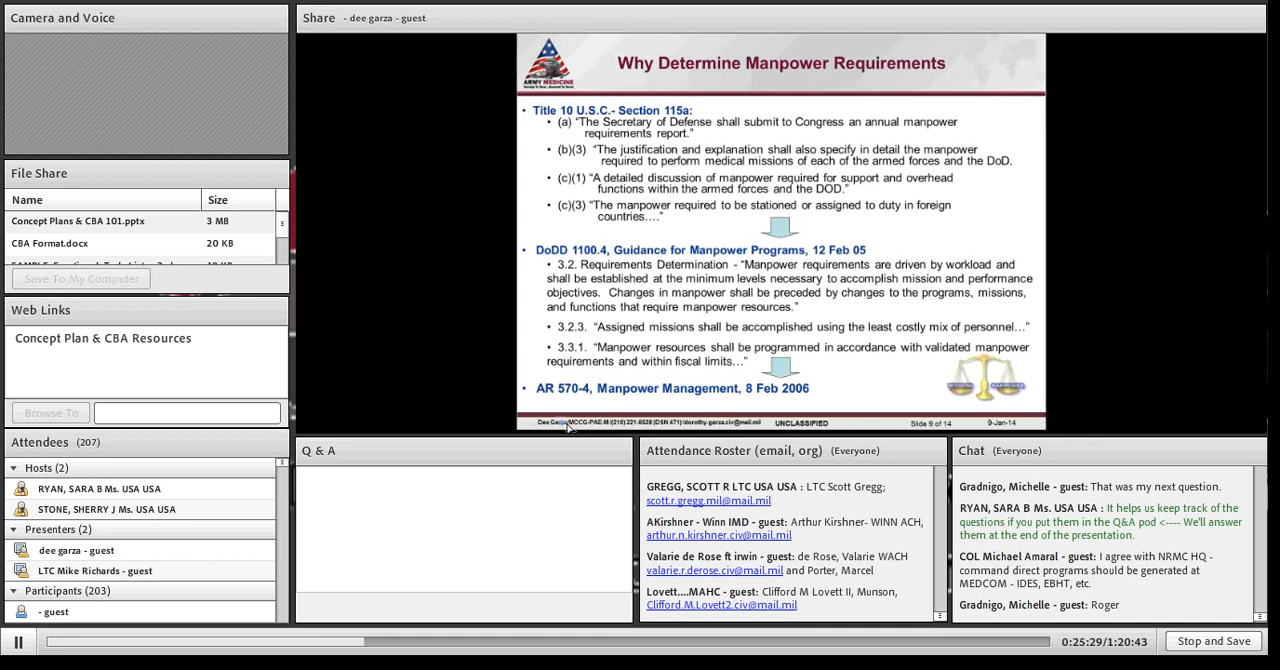 Camera and Voice
Share - dee garza - guest
ARMY MEDICINE
Why Determine Manpower Requirements
• Title 10 U.S.C.- Section 115a:
• (a) “The Secretary of Defense shall submit to Congress an annual manpower
requirements report.”
• (b)(3) “The justification and explanation shall also specify in detail the manpower
required to perform medical missions of each of the armed forces and the DoD.
• (c)(1) “A detailed discussion of manpower required for support and overhead
functions within the armed forces and the DOD.”
• (c)(3) “The manpower required to be stationed or assigned to duty in foreign
countries….”
• DoDD 1100.4, Guidance for Manpower Programs, 12 Feb 05
• 3.2. Requirements Determination - “Manpower requirements are driven by workload and
shall be established at the minimum levels necessary to accomplish mission and performance
objectives. Changes in manpower shall be preceded by changes to the programs, missions,
and functions that require manpower resources.”
• 3.2.3. “Assigned missions shall be accomplished using the least costly mix of personnel…”
• 3.3.1. “Manpower resources shall be programmed in accordance with validated manpower
requirements and within fiscal limits…”
• AR 570-4, Manpower Management, 8 Feb 2006
UNCLASSIFIED
Slide 9 of 14
9-Jan-14
File Share
Name Size
Concept Plans & CBA 101.pptx 3 MB
CBA Format.docx 20 KB
Save To My Computer
Web Links
Concept Plan & CBA Resources
Browse To
Attendees (207)
Hosts (2)
RYAN, SARA B Ms. USA USA
STONE, SHERRY J Ms. USA USA
Presenters (2)
dee garza - guest
LTC Mike Richards - guest
Participants (203)
- guest
Q & A
Attendance Roster (email, org) (Everyone)
GREGG, SCOTT R LTC USA USA : LTC Scott Gregg;
scott.r.gregg.mil@mail.mil
AKirshner - Winn IMD - guest: Arthur Kirshner- WINN ACH,
arthur.n.kirshner.civ@mail.mil
Valarie de Rose ft irwin - guest: de Rose, Valarie WACH
valarie.r.derose.civ@mail.mil and Porter, Marcel
Lovett....MAHC - guest: Clifford M Lovett II, Munson,
Clifford.M.Lovett2.civ@mail.mil
Chat (Everyone)
Gradnigo, Michelle - guest: That was my next question.
RYAN, SARA B Ms. USA USA : It helps us keep track of the
questions if you put them in the Q&A pod <---- We'll answer
them at the end of the presentation.
COL Michael Amaral - guest: I agree with NRMC HQ -
command direct programs should be generated at
MEDCOM - IDES, EBHT, etc.
Gradnigo, Michelle - guest: Roger
0:25:29/1:20:43
Stop and Save